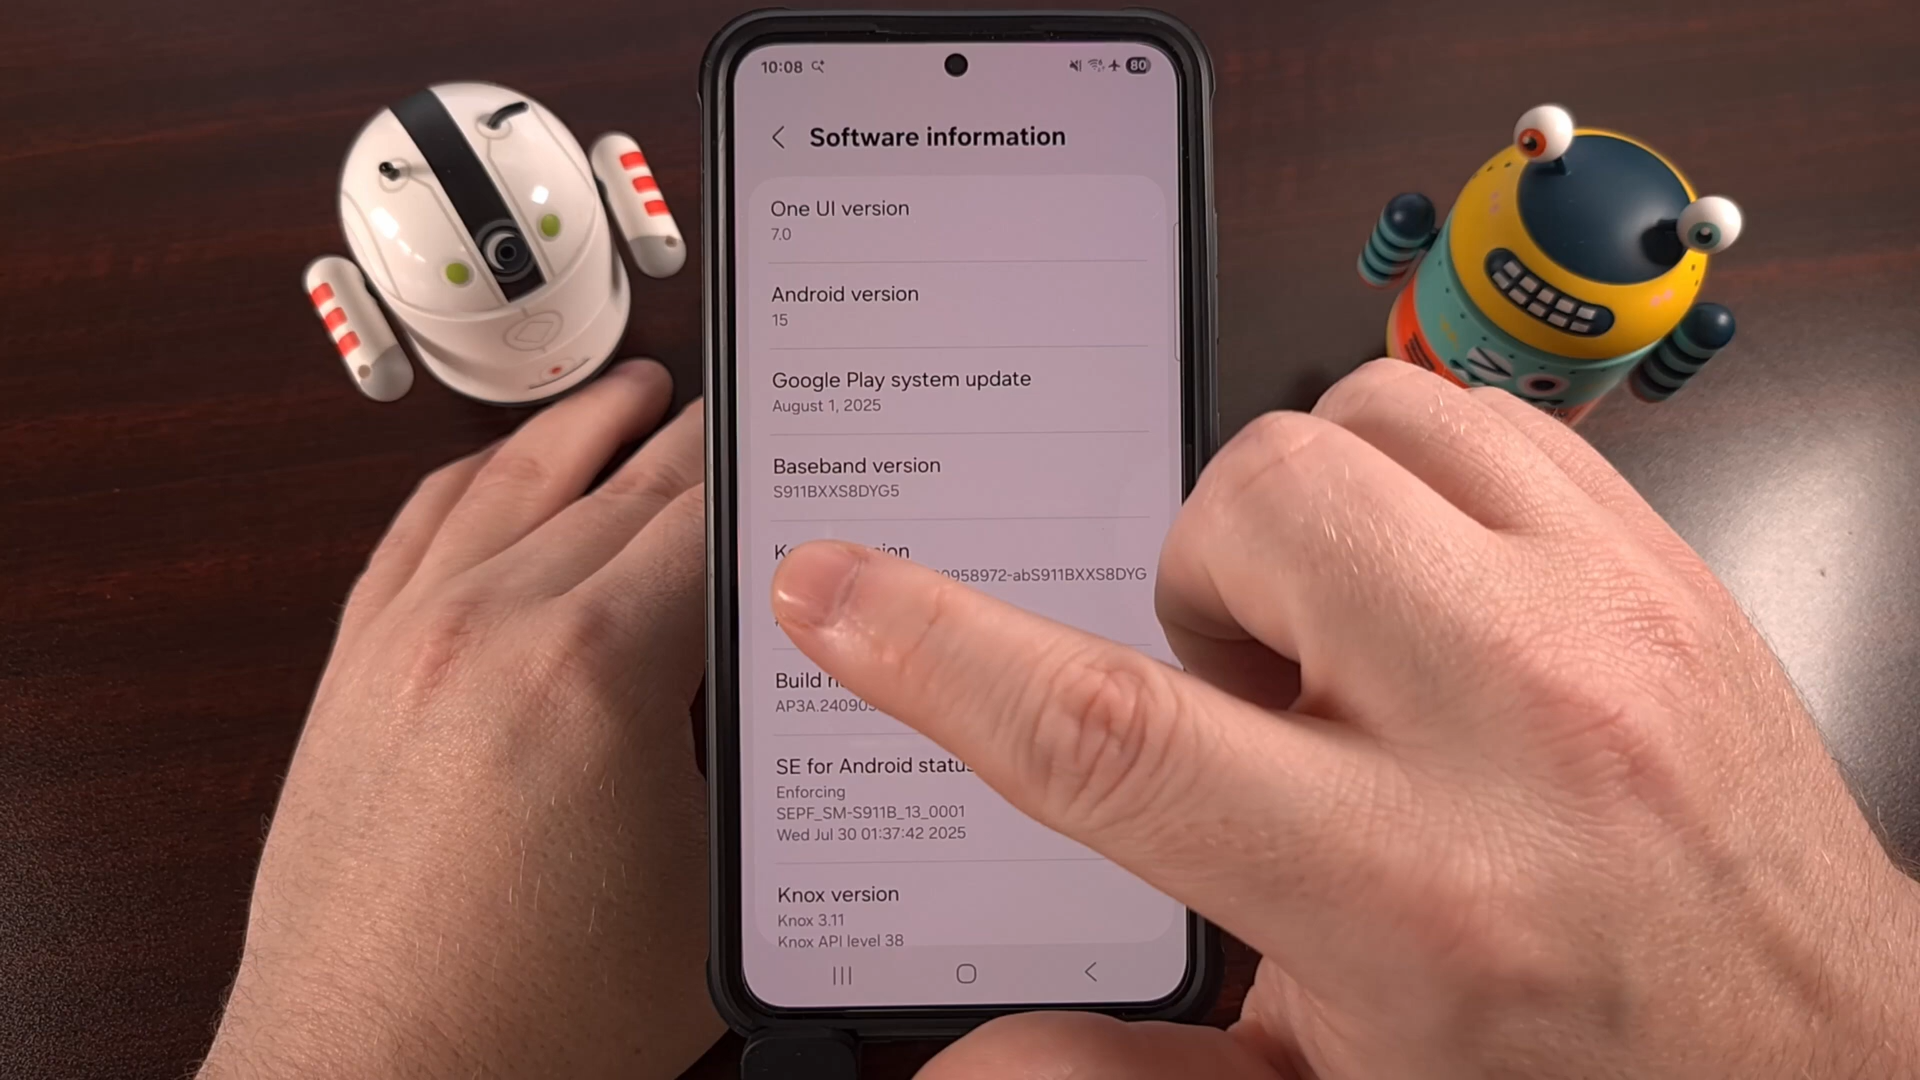 10:08
80
Software information
One UI version
7.0
Android version
15
Google Play system update
August 1, 2025
Baseband version
S911BXXS8DYG5
0958972-abS911BXXS8DYG
Build
AP3A.24090
SE for Android status
Enforcing
SEPF_SM-S911B_13_0001
Wed Jul 30 01:37:42 2025
Knox version
Knox 3.11
Knox API level 38